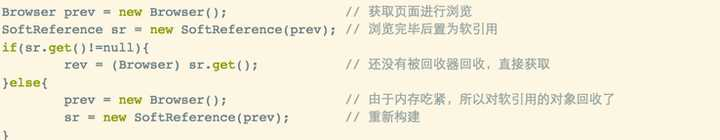 Browser prev = new Browser();               // 获取页面进行浏览
SoftReference sr = new SoftReference(prev); // 浏览完毕后置为软引用
if(sr.get()!=null){
        rev = (Browser) sr.get();           // 还没有被回收器回收，直接获取
}else{
        prev = new Browser();               // 由于内存吃紧，所以对软引用的对象回收了
        sr = new SoftReference(prev);       // 重新构建
}